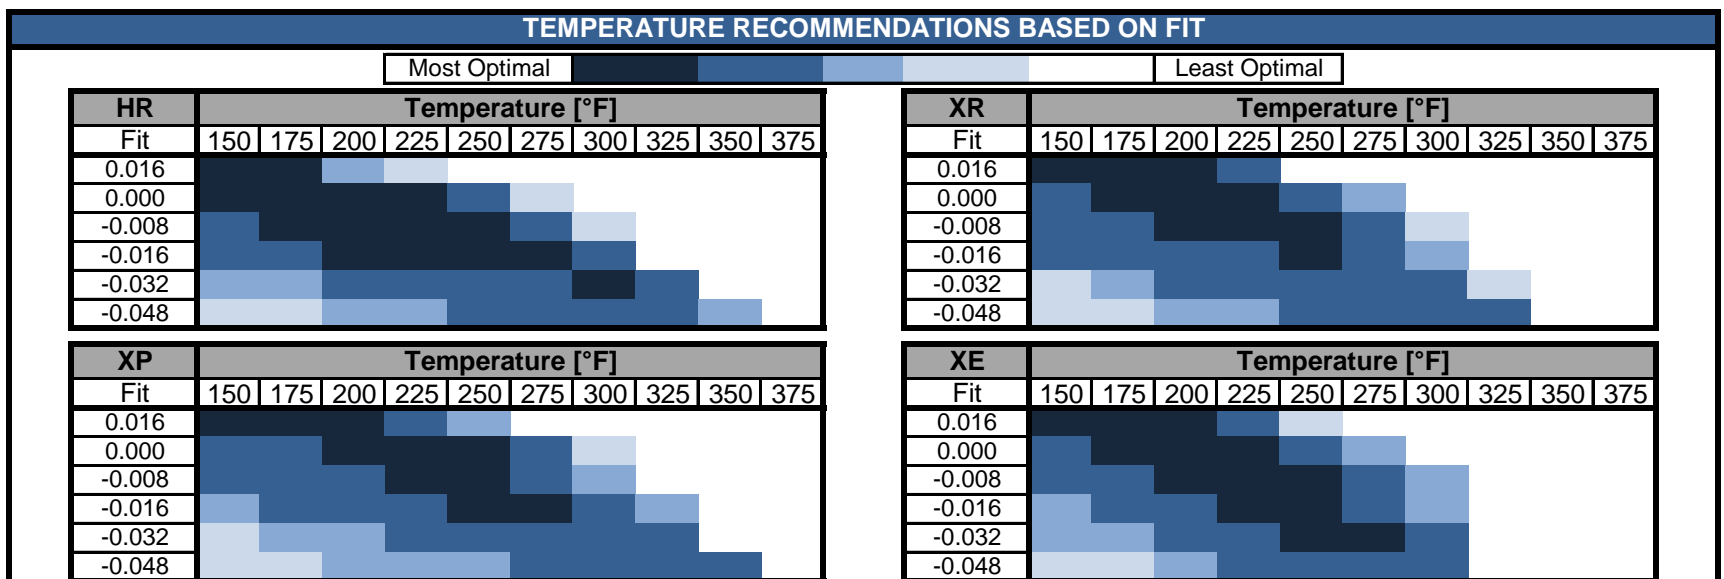 TEMPERATURE RECOMMENDATIONS BASED ON FIT
Most Optimal Least Optimal
HR Temperature [°F]
Fit 150 175 200 225 250 275 300 325 350 375
0.016
0.000
-0.008
-0.016
-0.032
-0.048
XR Temperature [°F]
Fit 150 175 200 225 250 275 300 325 350 375
0.016
0.000
-0.008
-0.016
-0.032
-0.048
XP Temperature [°F]
Fit 150 175 200 225 250 275 300 325 350 375
0.016
0.000
-0.008
-0.016
-0.032
-0.048
XE Temperature [°F]
Fit 150 175 200 225 250 275 300 325 350 375
0.016
0.000
-0.008
-0.016
-0.032
-0.048